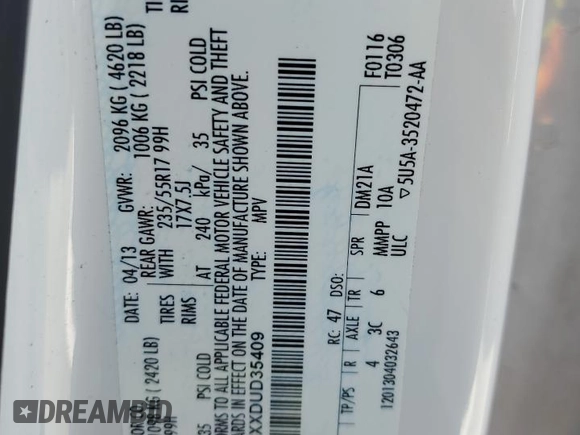 DATE: 04/13 GVWR: 2096 KG ( 4620 LB)
REAR GAWR: 1006 KG ( 2218 LB)
( 2420 LB)
TIRES WITH 235/55R17 99H
99H RIMS 17X7.5J
35 PSI COLD AT 240 kPa/ 35 PSI COLD
TO ALL APPLICABLE FEDERAL MOTOR VEHICLE SAFETY AND THEFT
IN EFFECT ON THE DATE OF MANUFACTURE SHOWN ABOVE.
XXDUD35409 TYPE: MPV
RC: 47 DSO: F0116
T0306
TP/PS R AXLE TR SPR DM21A
4 3C 6 MMPP 10A
ULC ▽5U5A-3520472-AA
1201304032643
DREAMBID